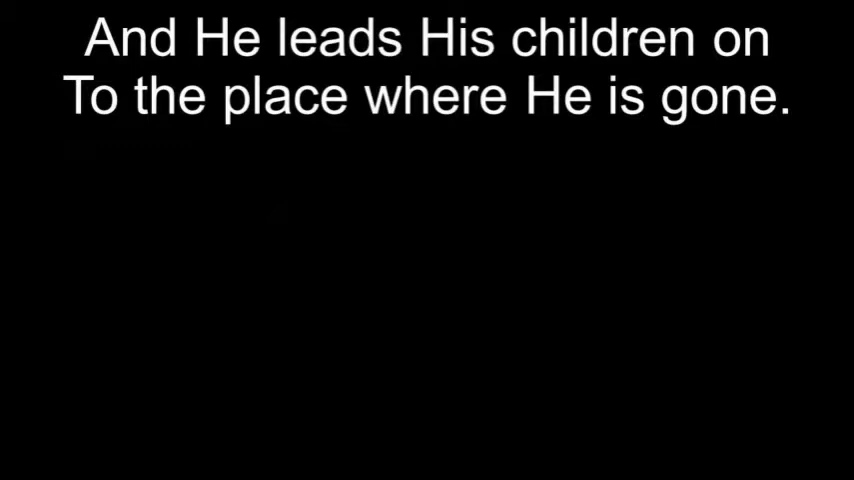 And He leads His children on
To the place where He is gone.